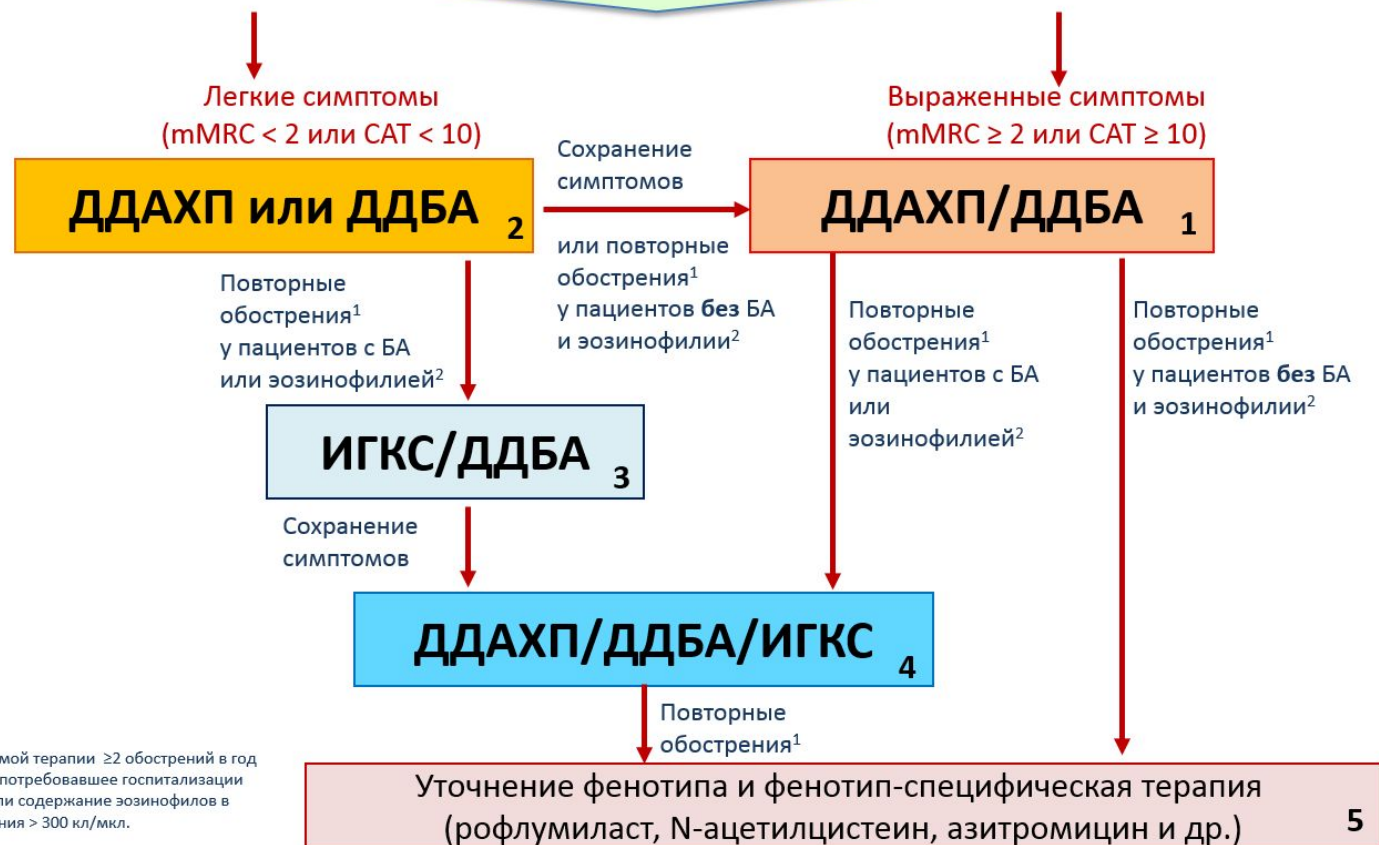 Легкие симптомы
(mMRC < 2 или CAT < 10)
Выраженные симптомы
(mMRC ≥ 2 или CAT ≥ 10)
ДДАХП или ДДБА 2
Сохранение
симптомов
или повторные
обострения¹
у пациентов без БА
и эозинофилии²
ДДАХП/ДДБА 1
Повторные
обострения¹
у пациентов с БА
или эозинофилией²
Повторные
обострения¹
у пациентов с БА
или
эозинофилией²
Повторные
обострения¹
у пациентов без БА
и эозинофилии²
ИГКС/ДДБА 3
Сохранение
симптомов
ДДАХП/ДДБА/ИГКС 4
Повторные
обострения¹
мой терапии ≥2 обострений в год
потребовавшее госпитализации
ли содержание эозинофилов в
ния > 300 кл/мкл.
Уточнение фенотипа и фенотип-специфическая терапия
(рофлумиласт, N-ацетилцистеин, азитромицин и др.) 5